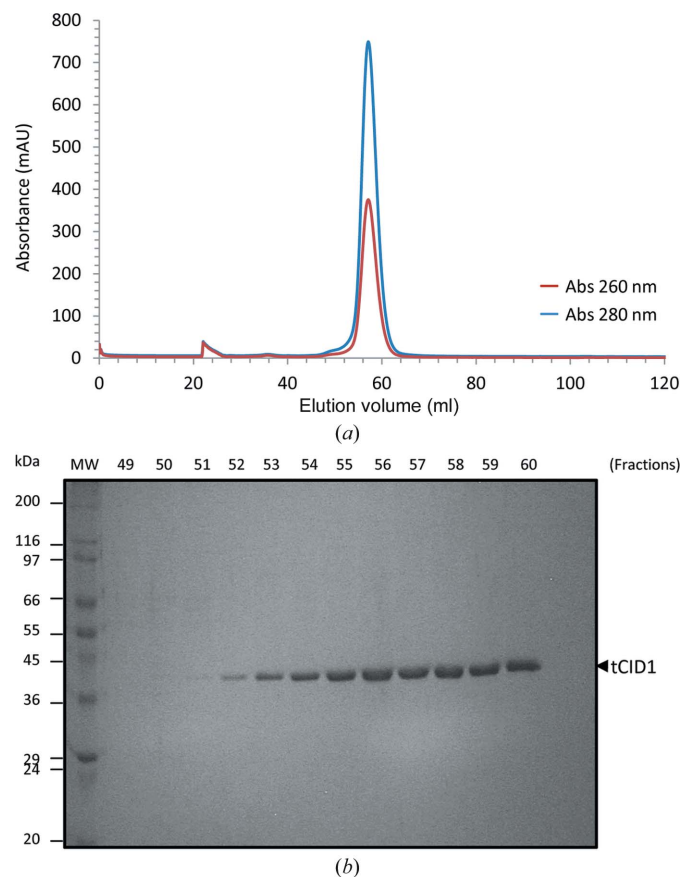 800
700
600
500
400
300
200
100
0
Absorbance (mAU)
Abs 260 nm
Abs 280 nm
0 20 40 60 80 100 120
Elution volume (ml)
(a)
kDa MW 49 50 51 52 53 54 55 56 57 58 59 60 (Fractions)
200
116
97
66
55
45
tCID1
36
29
24
20
(b)